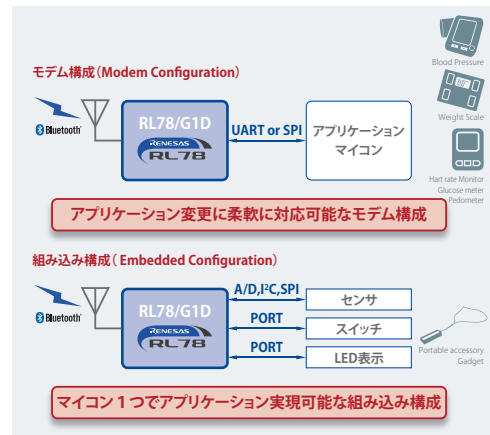 Blood Pressure
モデム構成（Modem Configuration）
Weight Scale
Bluetooth®
RL78/G1D
RENESAS
RL78
UART or SPI
アプリケーション
マイコン
Hart rate Monitor
Glucose meter
Pedometer
アプリケーション変更に柔軟に対応可能なモデム構成
組み込み構成（ Embedded Configuration）
Bluetooth®
RL78/G1D
RENESAS
RL78
A/D,I²C,SPI
センサ
PORT
スイッチ
PORT
LED表示
Portable accessory
Gadget
マイコン 1 つでアプリケーション実現可能な組み込み構成